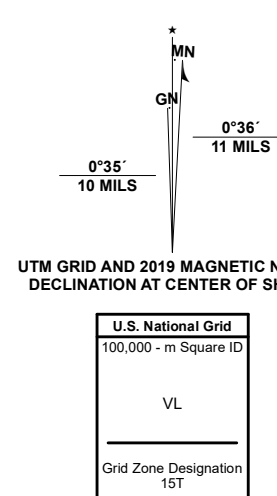 ★
MN
GN
0°36´
11 MILS
0°35´
10 MILS
UTM GRID AND 2019 MAGNETIC N
DECLINATION AT CENTER OF SH
U.S. National Grid
100,000 - m Square ID
VL
Grid Zone Designation
15T